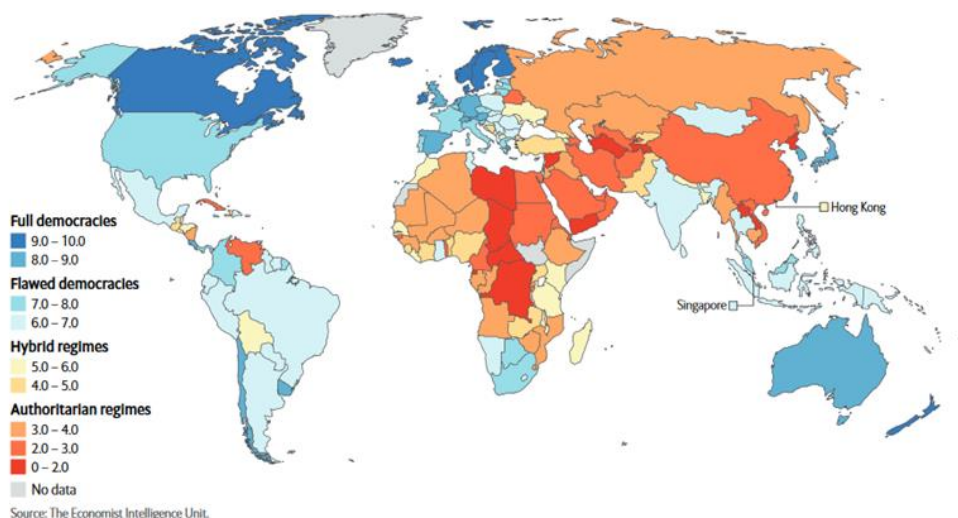 Full democracies
9.0 – 10.0
8.0 – 9.0
Flawed democracies
7.0 – 8.0
6.0 – 7.0
Hybrid regimes
5.0 – 6.0
4.0 – 5.0
Authoritarian regimes
3.0 – 4.0
2.0 – 3.0
0 – 2.0
No data
Source: The Economist Intelligence Unit.
Hong Kong
Singapore